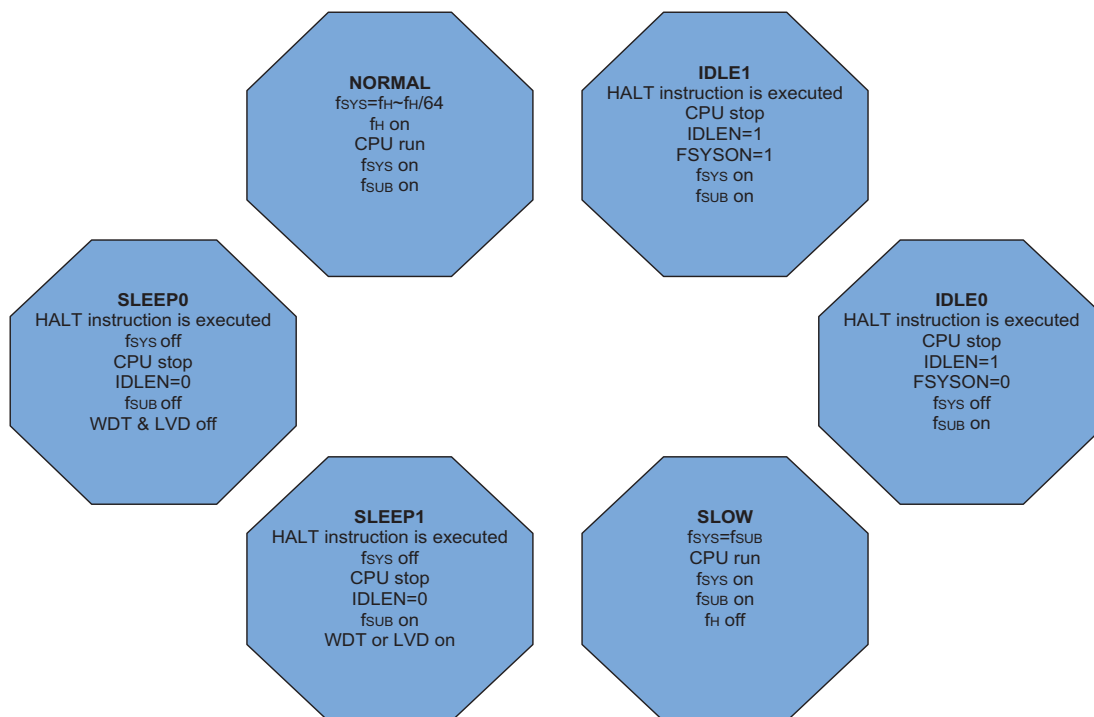 NORMAL
fSYS=fH~fH/64
fH on
CPU run
fSYS on
fSUB on
IDLE1
HALT instruction is executed
CPU stop
IDLEN=1
FSYSON=1
fSYS on
fSUB on
SLEEP0
HALT instruction is executed
fSYS off
CPU stop
IDLEN=0
fSUB off
WDT & LVD off
IDLE0
HALT instruction is executed
CPU stop
IDLEN=1
FSYSON=0
fSYS off
fSUB on
SLEEP1
HALT instruction is executed
fSYS off
CPU stop
IDLEN=0
fSUB on
WDT or LVD on
SLOW
fSYS=fSUB
CPU run
fSYS on
fSUB on
fH off